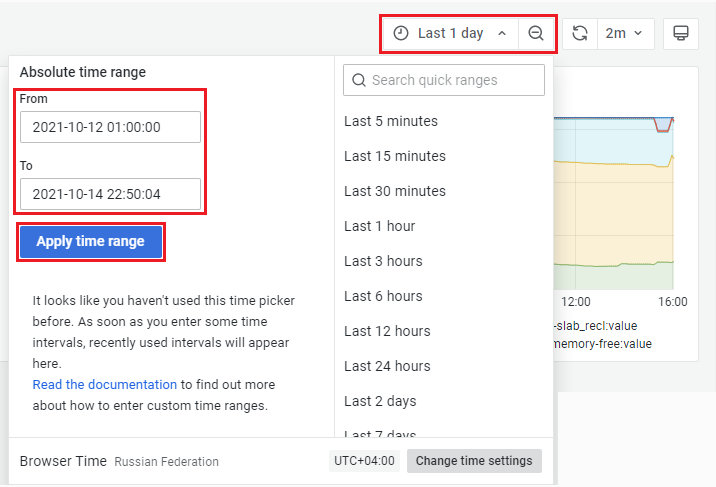 Last 1 day
2m
Absolute time range
From
2021-10-12 01:00:00
To
2021-10-14 22:50:04
Apply time range
It looks like you haven't used this time picker
before. As soon as you enter some time
intervals, recently used intervals will appear
here.
Read the documentation to find out more
about how to enter custom time ranges.
Search quick ranges
Last 5 minutes
Last 15 minutes
Last 30 minutes
Last 1 hour
Last 3 hours
Last 6 hours
Last 12 hours
Last 24 hours
Last 2 days
Last 7 days
12:00 16:00
-slab_recl:value
memory-free:value
Browser Time Russian Federation
UTC+04:00 Change time settings